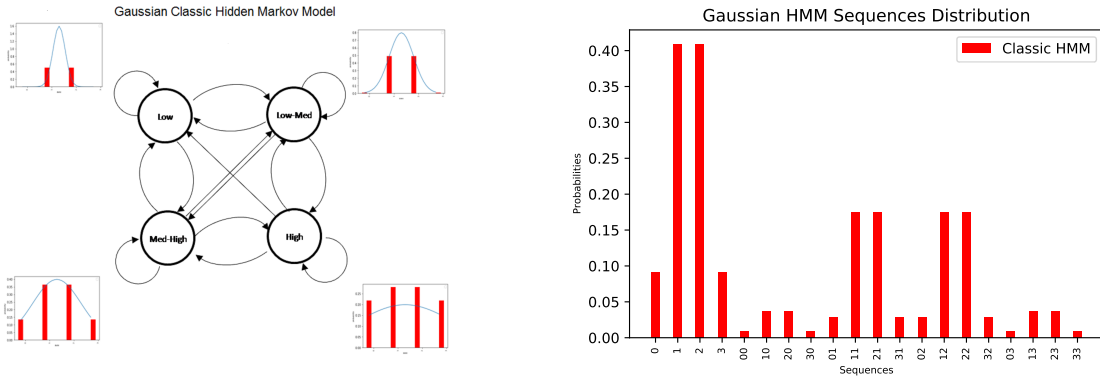 Gaussian Classic Hidden Markov Model
Low
Low-Med
Med-High
High
Gaussian HMM Sequences Distribution
Classic HMM
Probabilities
0.40
0.35
0.30
0.25
0.20
0.15
0.10
0.05
0.00
0 1 2 3 00 10 20 30 01 11 21 31 02 12 22 32 03 13 23 33
Sequences